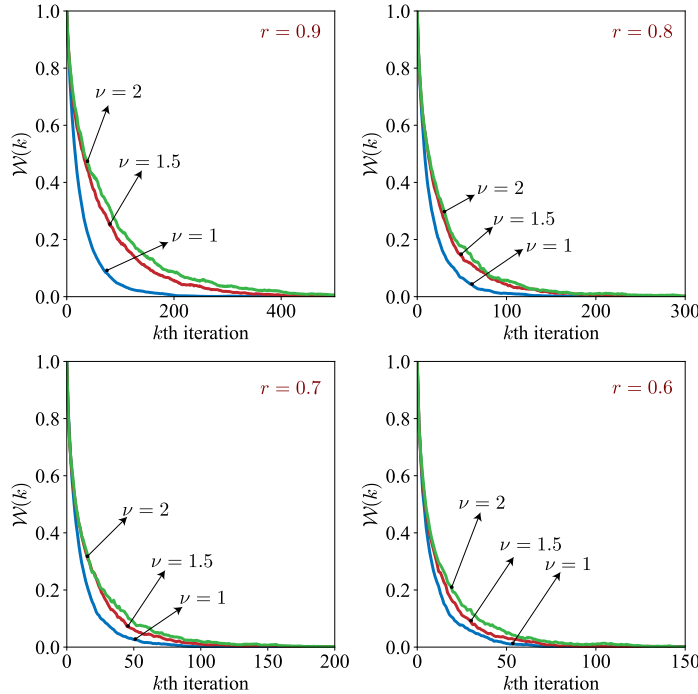 1.0
0.8
0.6
0.4
0.2
0.0
𝒲(k)
r = 0.9
ν = 2
ν = 1.5
ν = 1
0
200
400
kth iteration
1.0
0.8
0.6
0.4
0.2
0.0
𝒲(k)
r = 0.8
ν = 2
ν = 1.5
ν = 1
0
100
200
300
kth iteration
1.0
0.8
0.6
0.4
0.2
0.0
𝒲(k)
r = 0.7
ν = 2
ν = 1.5
ν = 1
0
50
100
150
200
kth iteration
1.0
0.8
0.6
0.4
0.2
0.0
𝒲(k)
r = 0.6
ν = 2
ν = 1.5
ν = 1
0
50
100
150
kth iteration